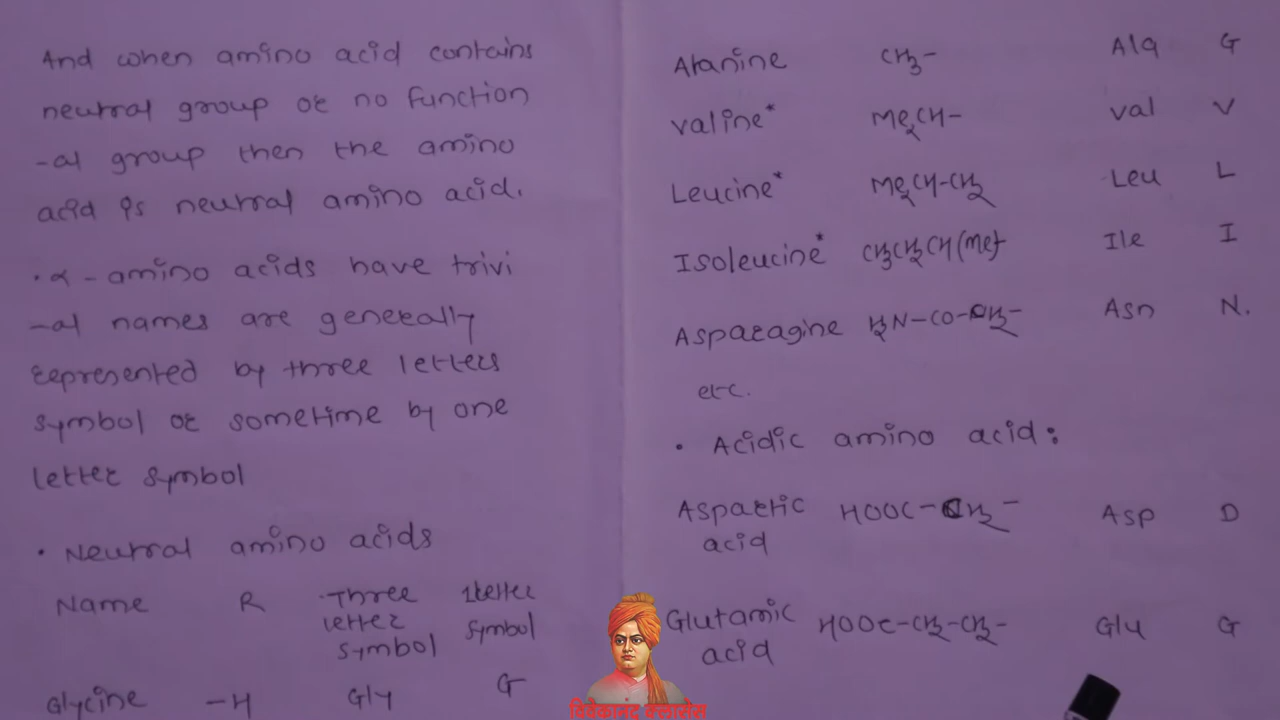 And when amino acid contains
neutral group or no function
-al group then the amino
acid is neutral amino acid.
· α - amino acids have trivi
-al names are generally
represented by three letters
symbol or sometime by one
letter symbol
· Neutral amino acids
Name R Three letter symbol 1letter symbol
Glycine -H Gly G
Alanine CH₃- Ala G
Valine* Me₂CH- Val V
Leucine* Me₂CH-CH₂ Leu L
Isoleucine* CH₃CH₂CH(Me)- Ile I
Asparagine H₂N-CO-CH₂- Asn N.
etc.
· Acidic amino acid:
Aspartic acid HOOC-CH₂- Asp D
Glutamic acid HOOC-CH₂-CH₂- Glu G
विवेकानंद क्लासेस